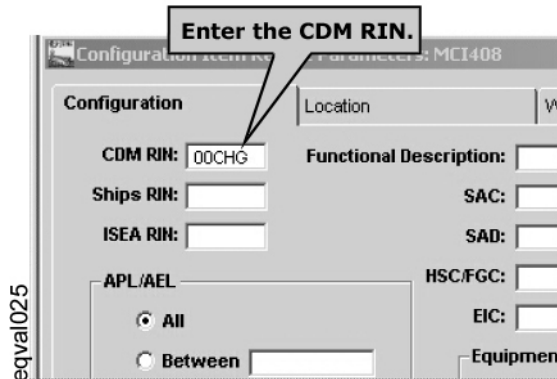 Enter the CDM RIN.
Parameters: MCI408
Configuration
Location
CDM RIN: 00CHG
Functional Description:
Ships RIN:
SAC:
ISEA RIN:
SAD:
APL/AEL
HSC/FGC:
All
EIC:
Between
eqval025